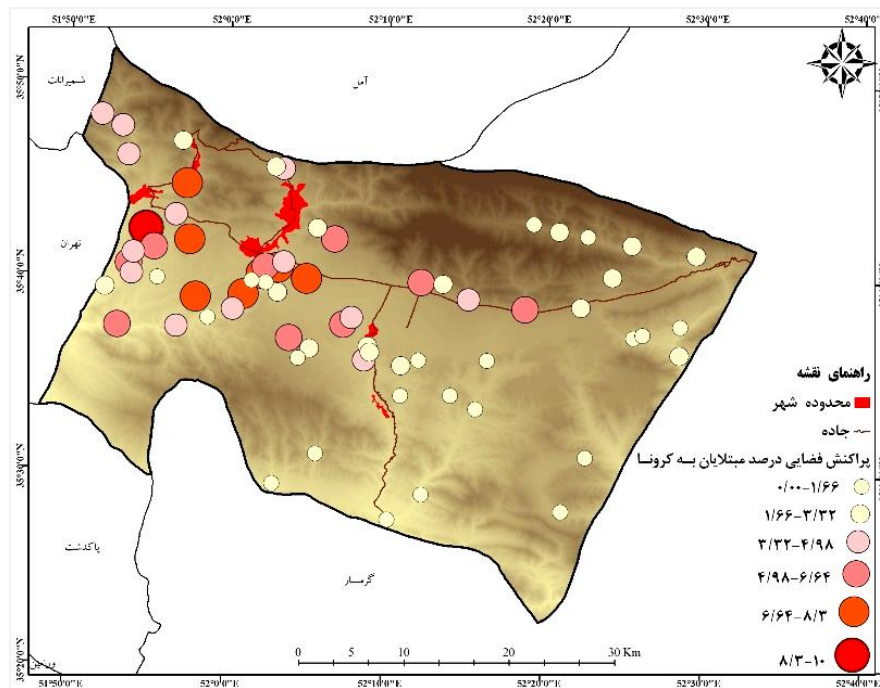 51°50'0"E 52°0'0"E 52°10'0"E 52°20'0"E 52°30'0"E 52°40'0"E
35°50'0"N
شمیرانات
آمل
تهران
35°40'0"N
35°30'0"N
پاکدشت
گرمسار
ورامین
35°20'0"N
راهنمای نقشه
محدوده شهر
جاده
پراکنش فضایی درصد مبتلایان به کرونا
۰/۰۰-۱/۶۶
۱/۶۶-۳/۳۲
۳/۳۲-۴/۹۸
۴/۹۸-۶/۶۴
۶/۶۴-۸/۳
۸/۳-۱۰
0 5 10 20 30 Km
51°50'0"E 52°0'0"E 52°10'0"E 52°20'0"E 52°30'0"E 52°40'0"E